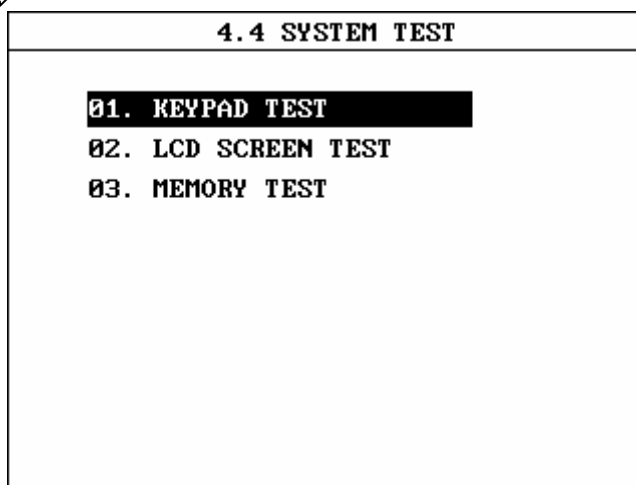 4.4 SYSTEM TEST
01. KEYPAD TEST
02. LCD SCREEN TEST
03. MEMORY TEST